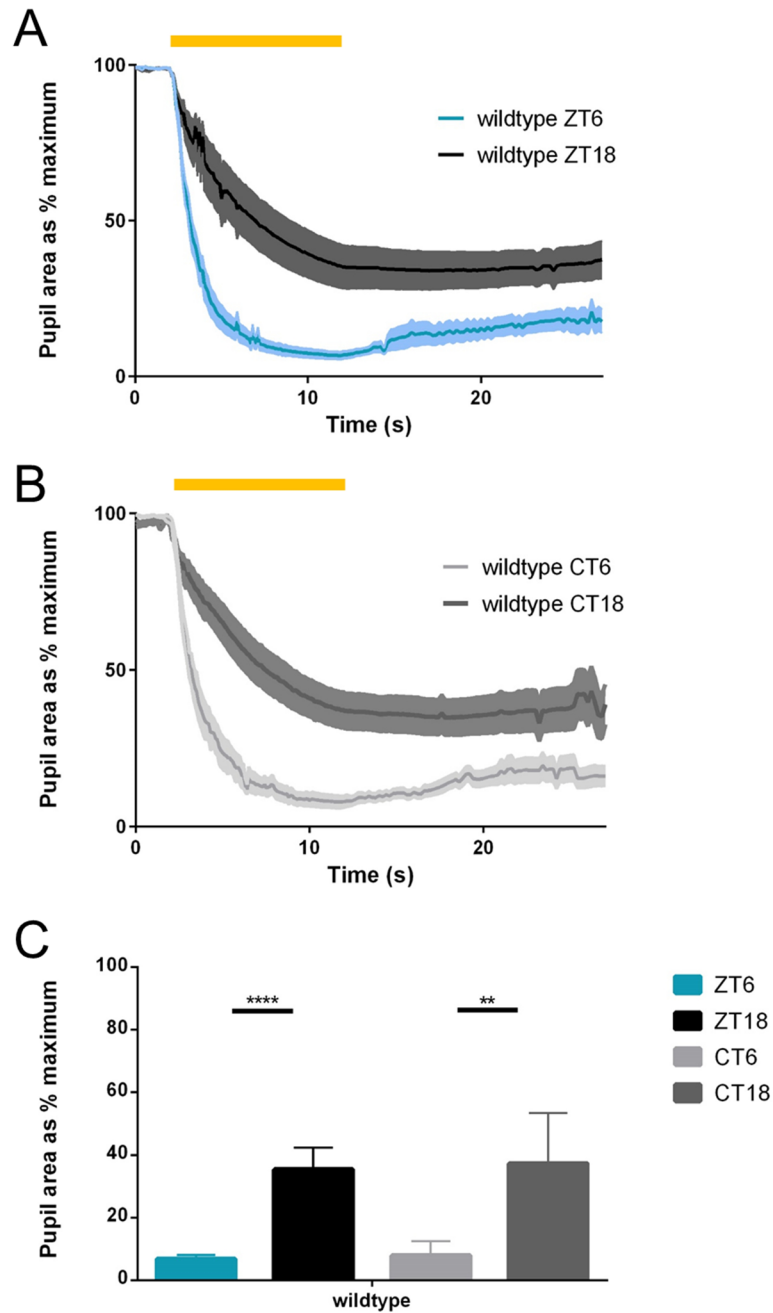 A
Pupil area as % maximum
100
50
0
wildtype ZT6
wildtype ZT18
0 10 20
Time (s)
B
Pupil area as % maximum
100
50
0
wildtype CT6
wildtype CT18
0 10 20
Time (s)
C
Pupil area as % maximum
100
80
60
40
20
0
**** **
ZT6
ZT18
CT6
CT18
wildtype